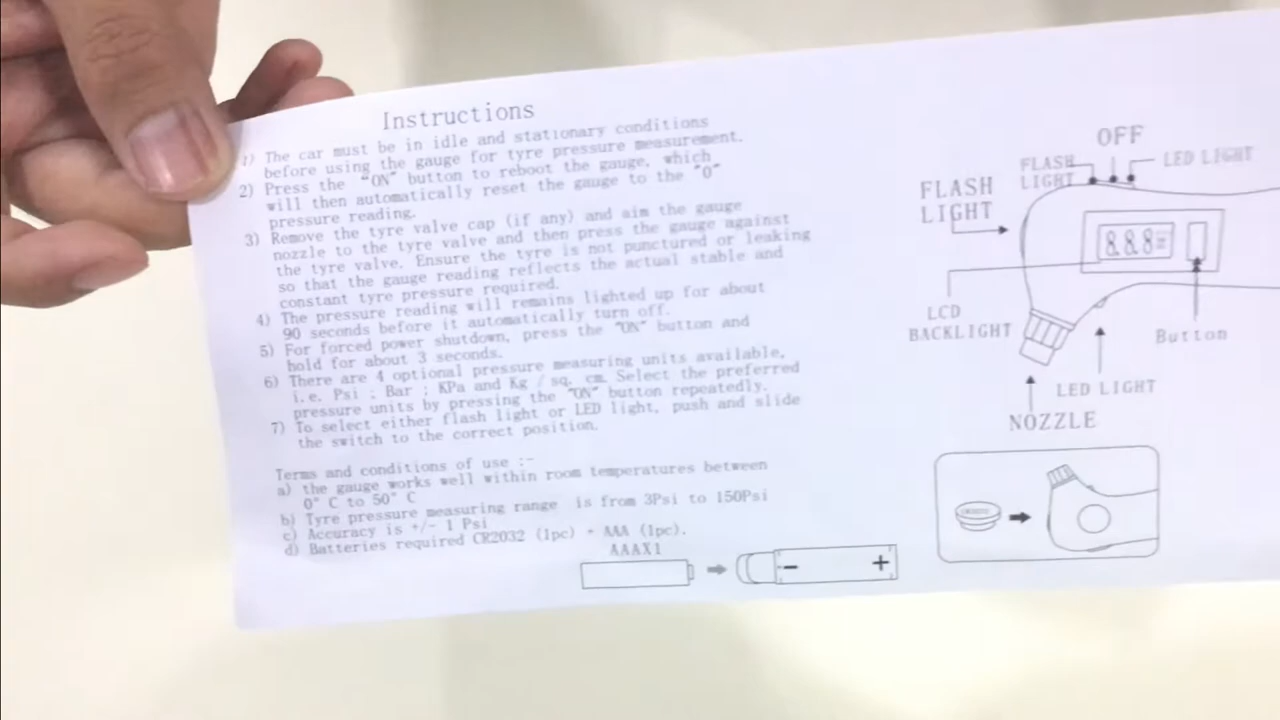 Instructions
1) The car must be in idle and stationary conditions
before using the gauge for tyre pressure measurement.
2) Press the "ON" button to reboot the gauge, which
will then automatically reset the gauge to the "0"
pressure reading.
3) Remove the tyre valve cap (if any) and aim the gauge
nozzle to the tyre valve and then press the gauge against
the tyre valve. Ensure the tyre is not punctured or leaking
so that the gauge reading reflects the actual stable and
constant tyre pressure required.
4) The pressure reading will remains lighted up for about
90 seconds before it automatically turn off.
5) For forced power shutdown, press the "ON" button and
hold for about 3 seconds.
6) There are 4 optional pressure measuring units available,
i.e. Psi ; Bar ; KPa and Kg / sq. cm. Select the preferred
pressure units by pressing the "ON" button repeatedly.
7) To select either flash light or LED light, push and slide
the switch to the correct position.
Terms and conditions of use :-
a) the gauge works well within room temperatures between
0° C to 50° C
b) Tyre pressure measuring range is from 3Psi to 150Psi
c) Accuracy is +/- 1 Psi
d) Batteries required CR2032 (1pc) + AAA (1pc).
AAAX1
- +
OFF
FLASH
LIGHT
LED LIGHT
FLASH
LIGHT
8.8.8
LCD
BACKLIGHT
Button
LED LIGHT
NOZZLE